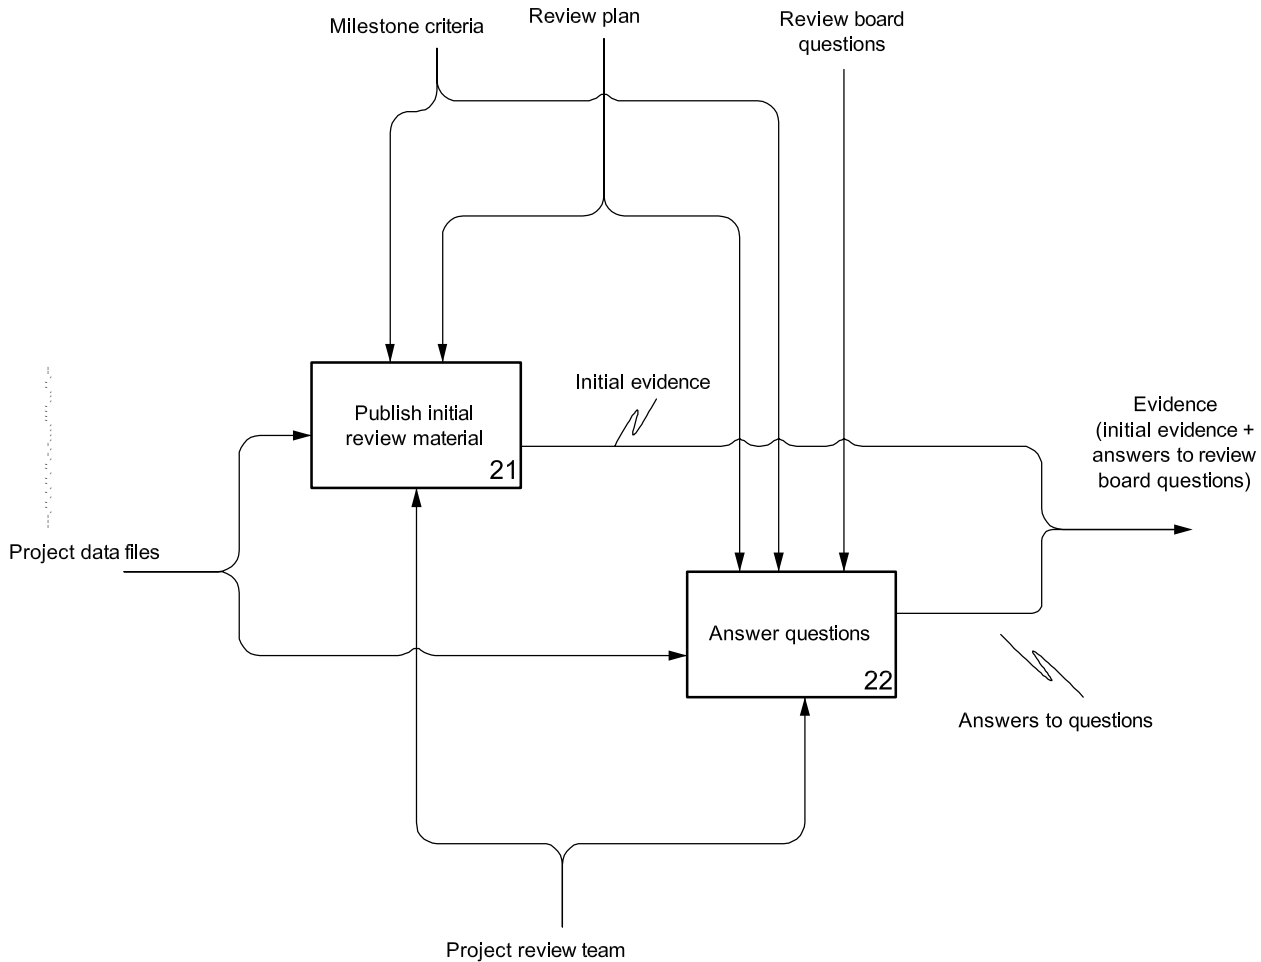 Milestone criteria
Review plan
Review board
questions
Publish initial
review material
21
Initial evidence
Evidence
(initial evidence +
answers to review
board questions)
Project data files
Answer questions
22
Answers to questions
Project review team